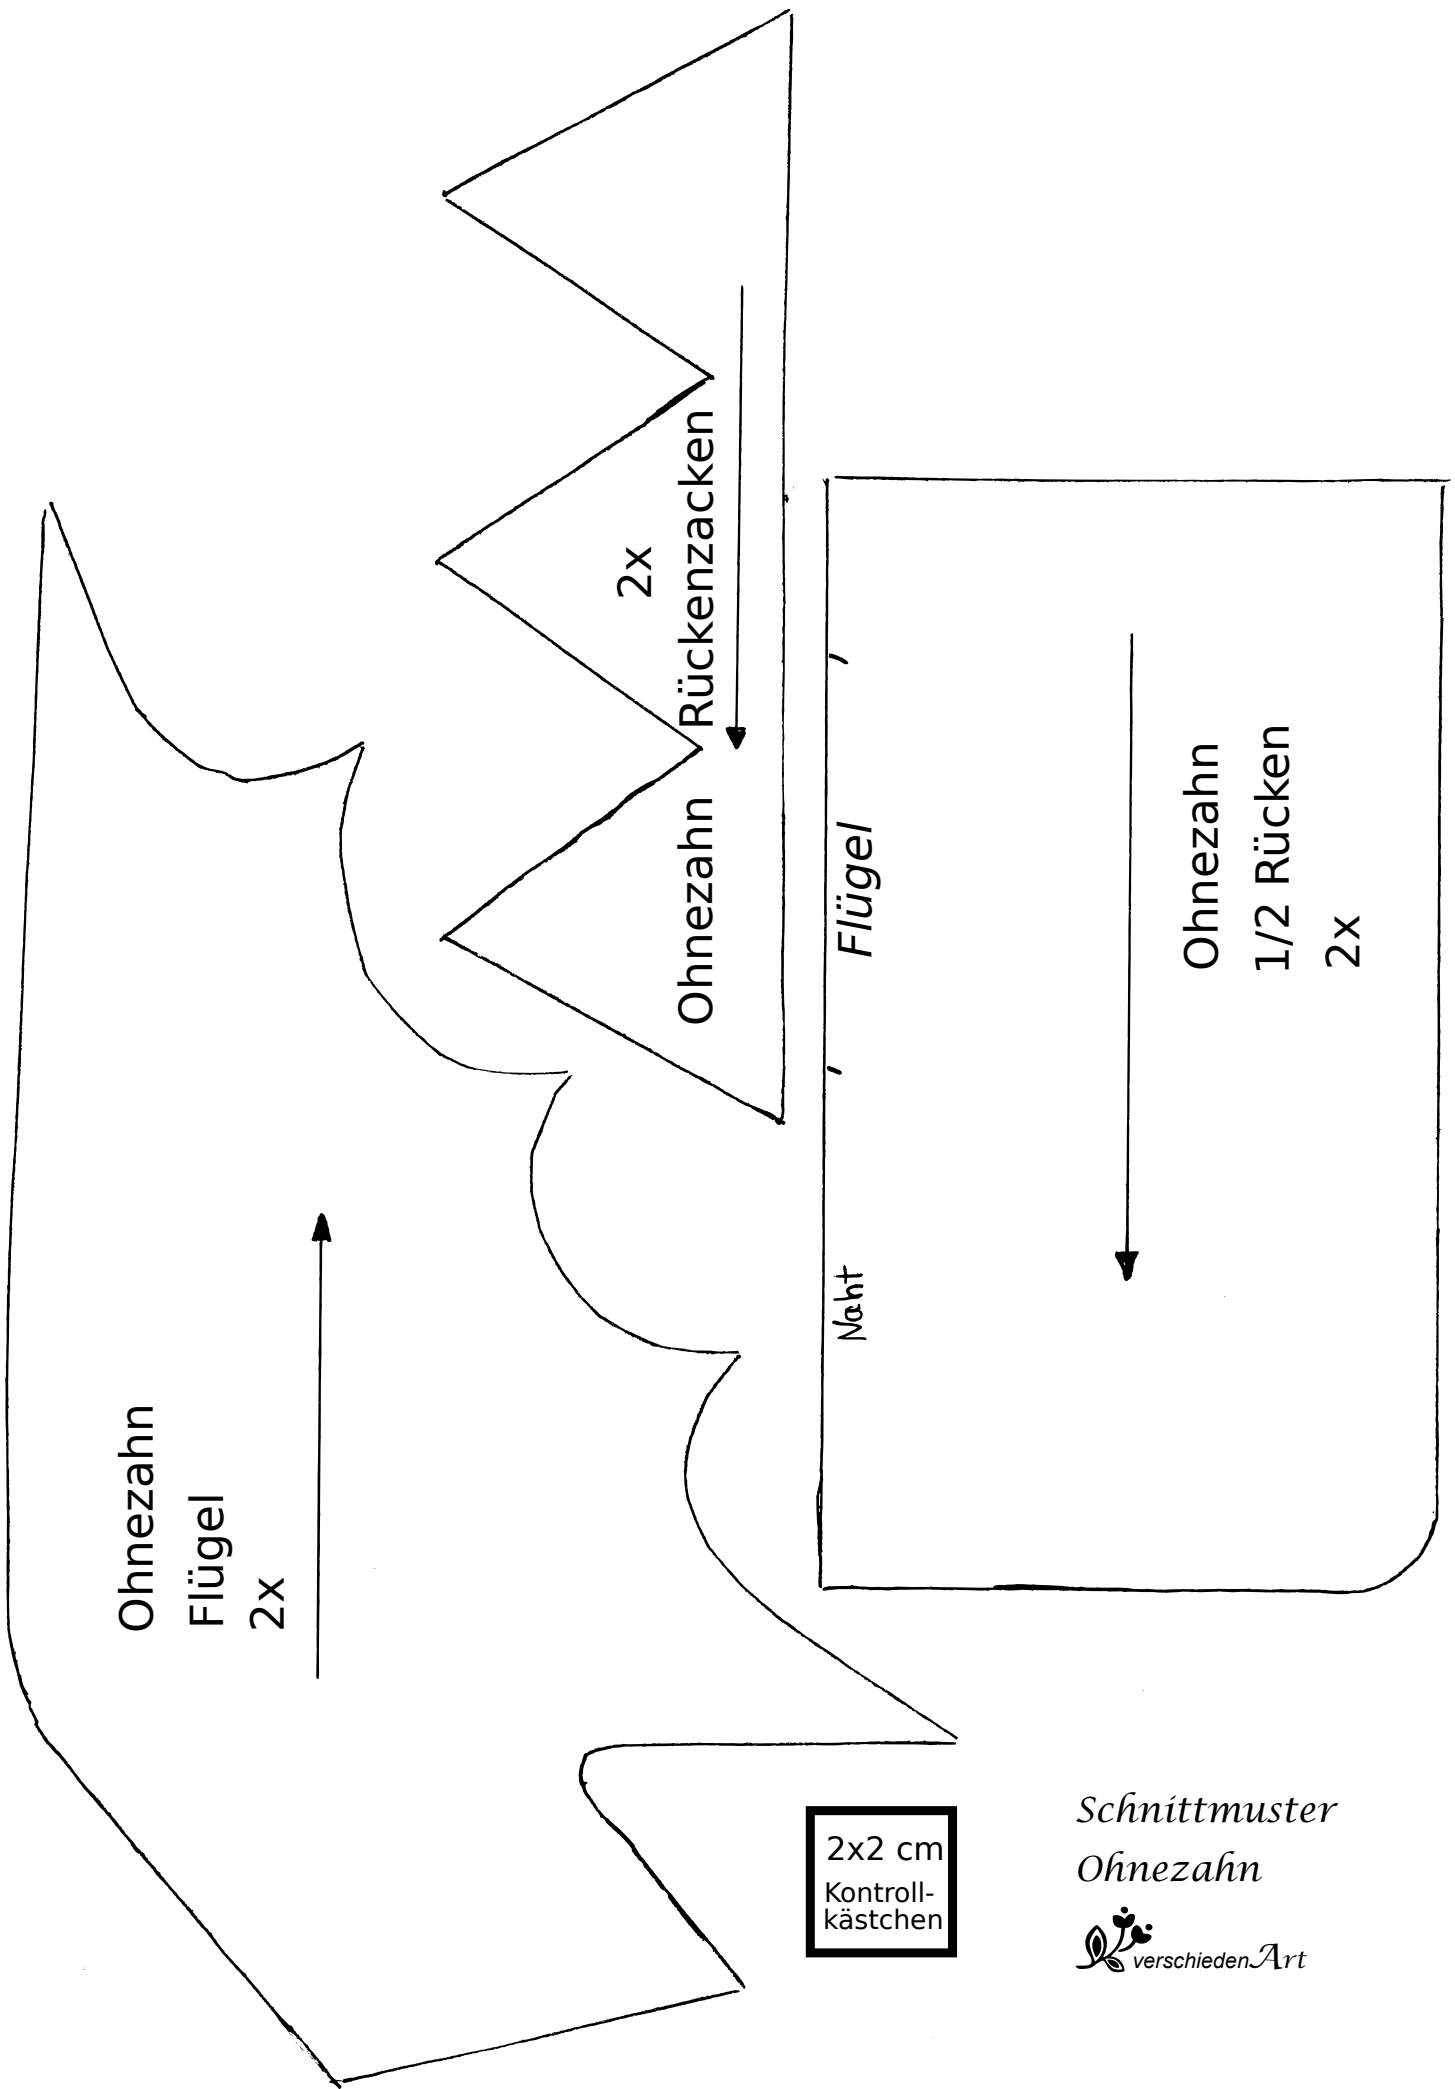 Ohnezahn
Flügel
2x
2x
Ohnezahn Rückenzacken
Flügel
Naht
Ohnezahn
1/2 Rücken
2x
2x2 cm
Kontroll-
kästchen
Schnittmuster
Ohnezahn
verschiedenArt